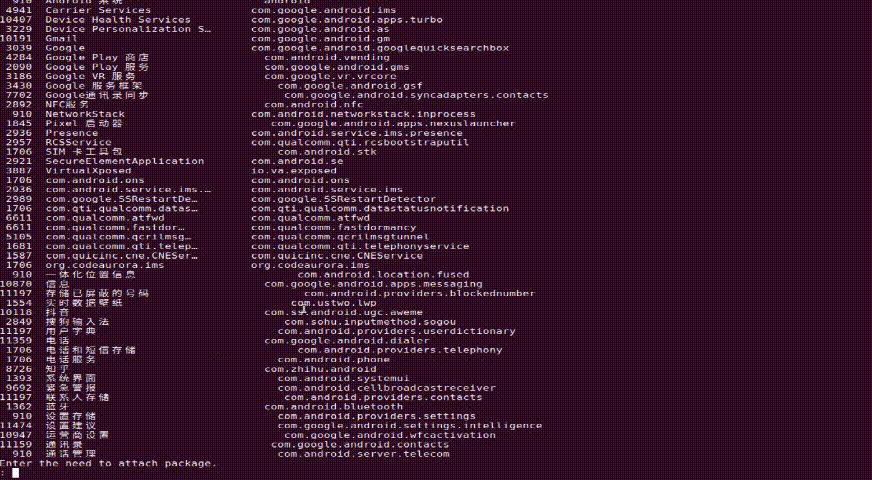 910 Android 系统
4941 Carrier Services com.google.android.ims
10407 Device Health Services com.google.android.apps.turbo
3229 Device Personalization S… com.google.android.as
10191 Gmail com.google.android.gm
3039 Google com.google.android.googlequicksearchbox
4284 Google Play 商店 com.android.vending
2090 Google Play 服务 com.google.android.gms
3186 Google VR 服务 com.google.vr.vrcore
3430 Google 服务框架 com.google.android.gsf
7702 Google通讯录同步 com.google.android.syncadapters.contacts
2892 NFC服务 com.android.nfc
910 NetworkStack com.android.networkstack.inprocess
1845 Pixel 启动器 com.google.android.apps.nexuslauncher
2936 Presence com.android.service.ims.presence
2957 RCSService com.qualcomm.qti.rcsbootstraputil
1706 SIM 卡工具包 com.android.stk
2921 SecureElementApplication com.android.se
3887 VirtualXposed io.va.exposed
1706 com.android.ons com.android.ons
2936 com.android.service.ims.… com.android.service.ims
2989 com.google.SSRestartDe… com.google.SSRestartDetector
1706 com.qti.qualcomm.datas… com.qti.qualcomm.datastatusnotification
6611 com.qualcomm.atfwd com.qualcomm.atfwd
6611 com.qualcomm.fastdor… com.qualcomm.fastdormancy
5105 com.qualcomm.qcrilmsg… com.qualcomm.qcrilmsgtunnel
1681 com.qualcomm.qti.telep… com.qualcomm.qti.telephonyservice
1587 com.quicinc.cne.CNESer… com.quicinc.cne.CNEService
1706 org.codeaurora.ims org.codeaurora.ims
910 一体化位置信息 com.android.location.fused
10870 信息 com.google.android.apps.messaging
11197 存储已屏蔽的号码 com.android.providers.blockednumber
1554 实时数据壁纸 com.ustwo.lwp
10118 抖音 com.ss.android.ugc.aweme
2849 搜狗输入法 com.sohu.inputmethod.sogou
11197 用户字典 com.android.providers.userdictionary
11359 电话 com.google.android.dialer
1706 电话和短信存储 com.android.providers.telephony
1706 电话服务 com.android.phone
8726 知乎 com.zhihu.android
1393 系统界面 com.android.systemui
9692 紧急警报 com.android.cellbroadcastreceiver
11197 联系人存储 com.android.providers.contacts
1362 蓝牙 com.android.bluetooth
910 设置存储 com.android.providers.settings
11474 设置建议 com.google.android.settings.intelligence
10947 运营商设置 com.google.android.wfcactivation
11159 通讯录 com.google.android.contacts
910 通话管理 com.android.server.telecom
Enter the need to attach package.
: